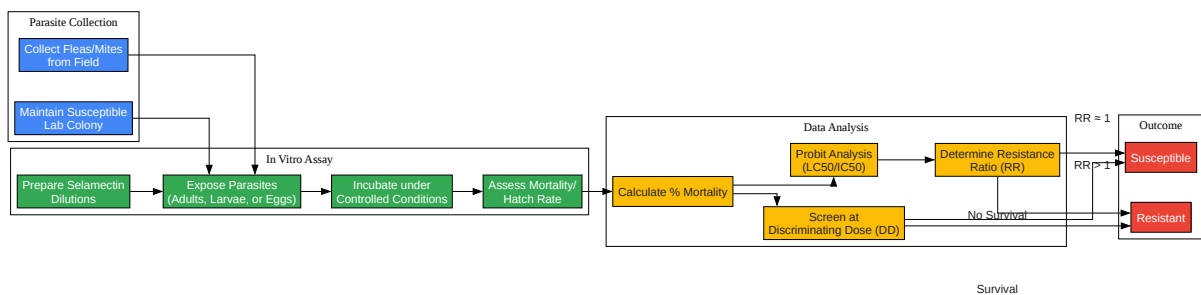 Parasite Collection
Collect Fleas/Mites
from Field
Maintain Susceptible
Lab Colony
In Vitro Assay
Prepare Selamectin
Dilutions
Expose Parasites
(Adults, Larvae, or Eggs)
Incubate under
Controlled Conditions
Assess Mortality/
Hatch Rate
Data Analysis
Calculate % Mortality
Probit Analysis
(LC50/IC50)
Determine Resistance
Ratio (RR)
Screen at
Discriminating Dose (DD)
RR ≈ 1
RR > 1
No Survival
Survival
Outcome
Susceptible
Resistant